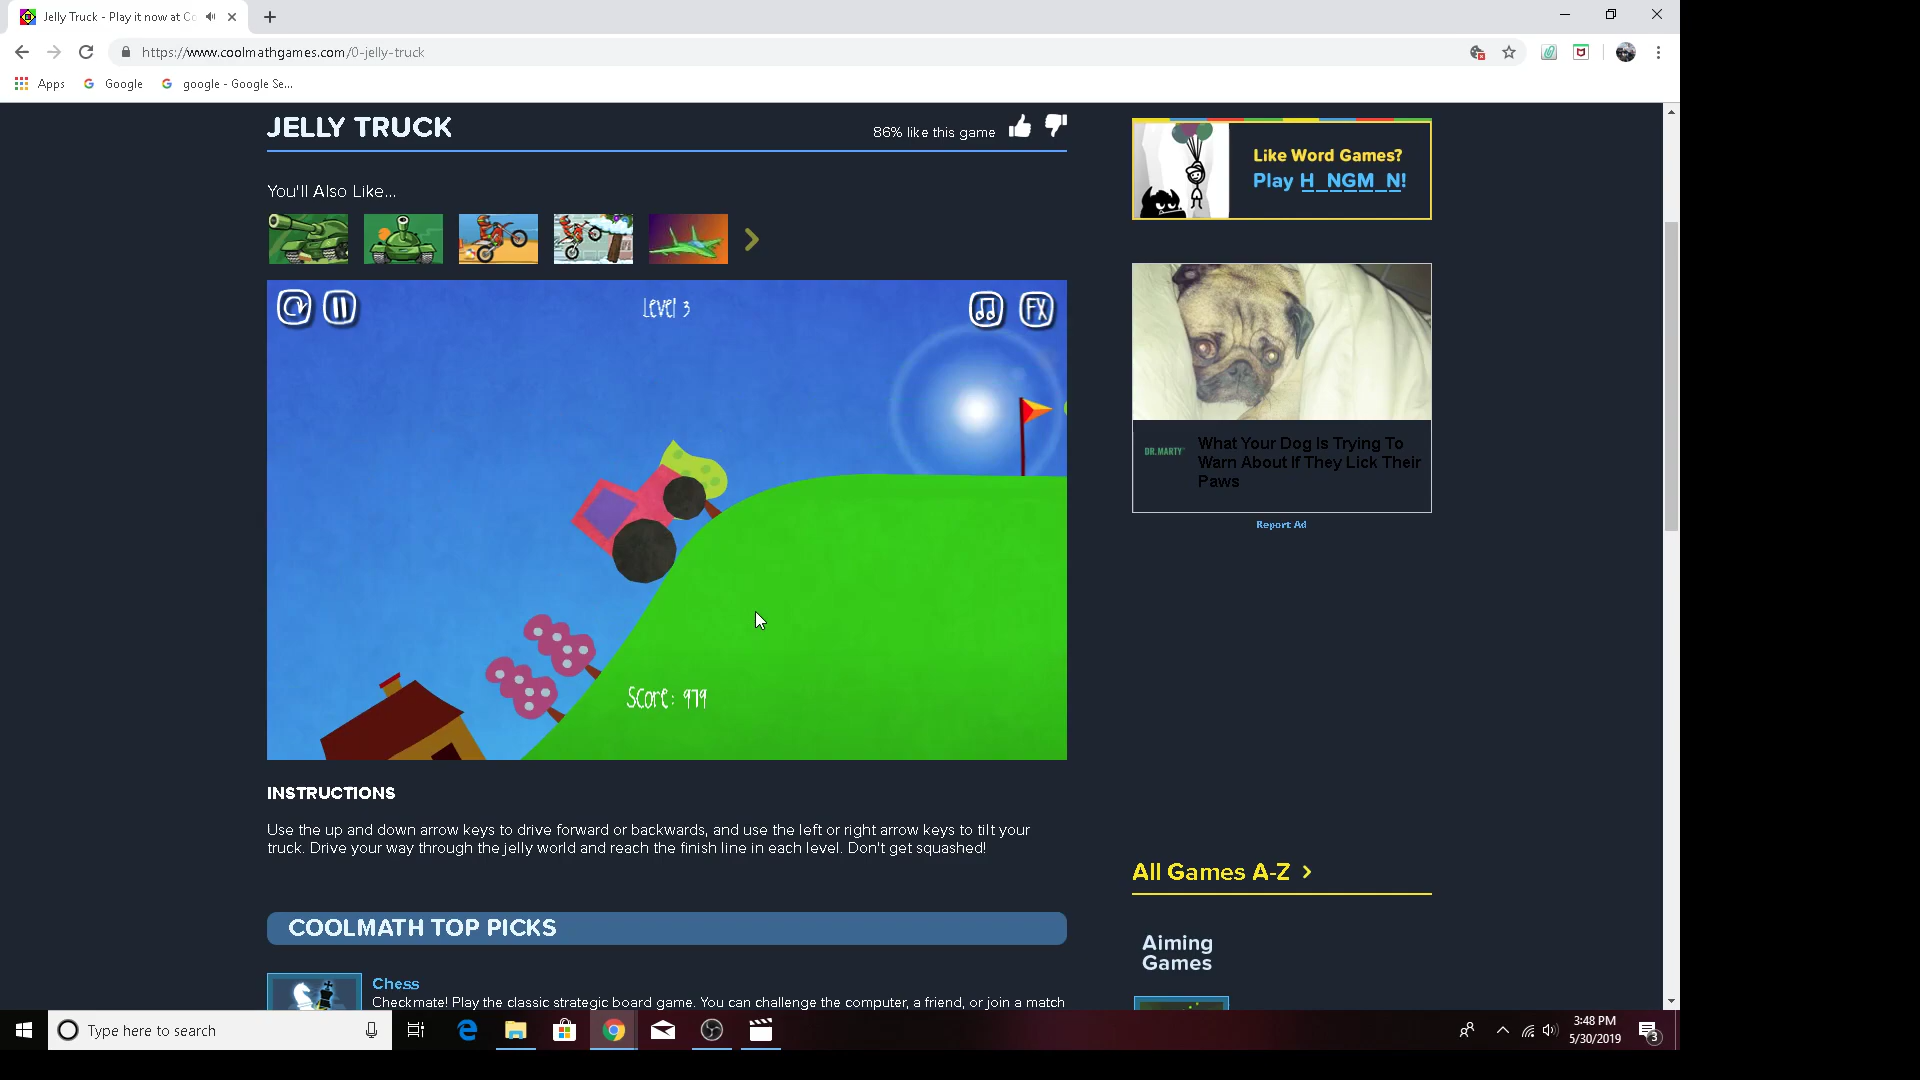 Jelly Truck - Play it now at Co
https://www.coolmathgames.com/0-jelly-truck
Apps
Google
google - Google Se...
JELLY TRUCK
86% like this game
You'll Also Like...
Level 3
FX
Score: 979
INSTRUCTIONS
Use the up and down arrow keys to drive forward or backwards, and use the left or right arrow keys to tilt your
truck. Drive your way through the jelly world and reach the finish line in each level. Don't get squashed!
COOLMATH TOP PICKS
Chess
Checkmate! Play the classic strategic board game. You can challenge the computer, a friend, or join a match
Like Word Games?
Play H_NGM_N!
DR. MARTY
What Your Dog Is Trying To
Warn About If They Lick Their
Paws
Report Ad
All Games A-Z >
Aiming
Games
Type here to search
3:48 PM
5/30/2019
3